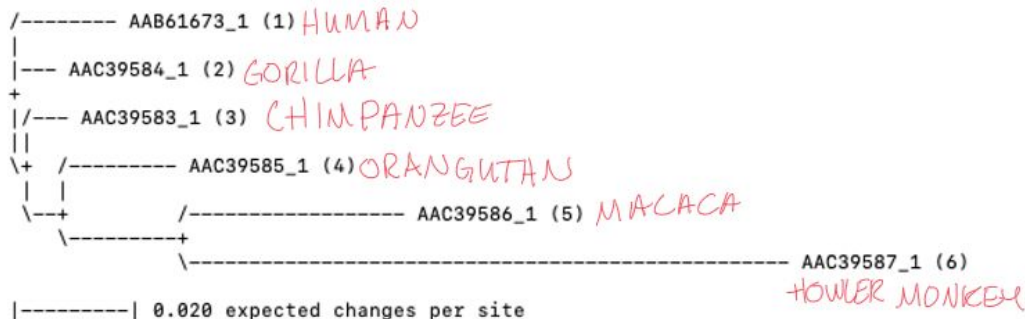 /-------- AAB61673_1 (1) HUMAN
|
|--- AAC39584_1 (2) GORILLA
+
|/--- AAC39583_1 (3) CHIMPANZEE
||
\+  /--------- AAC39585_1 (4) ORANGUTAN
 |  |
 \--+          /------------------ AAC39586_1 (5) MACACA
    \----------+
               \-------------------------------------------------- AAC39587_1 (6)
HOWLER MONKEY
|---------| 0.020 expected changes per site